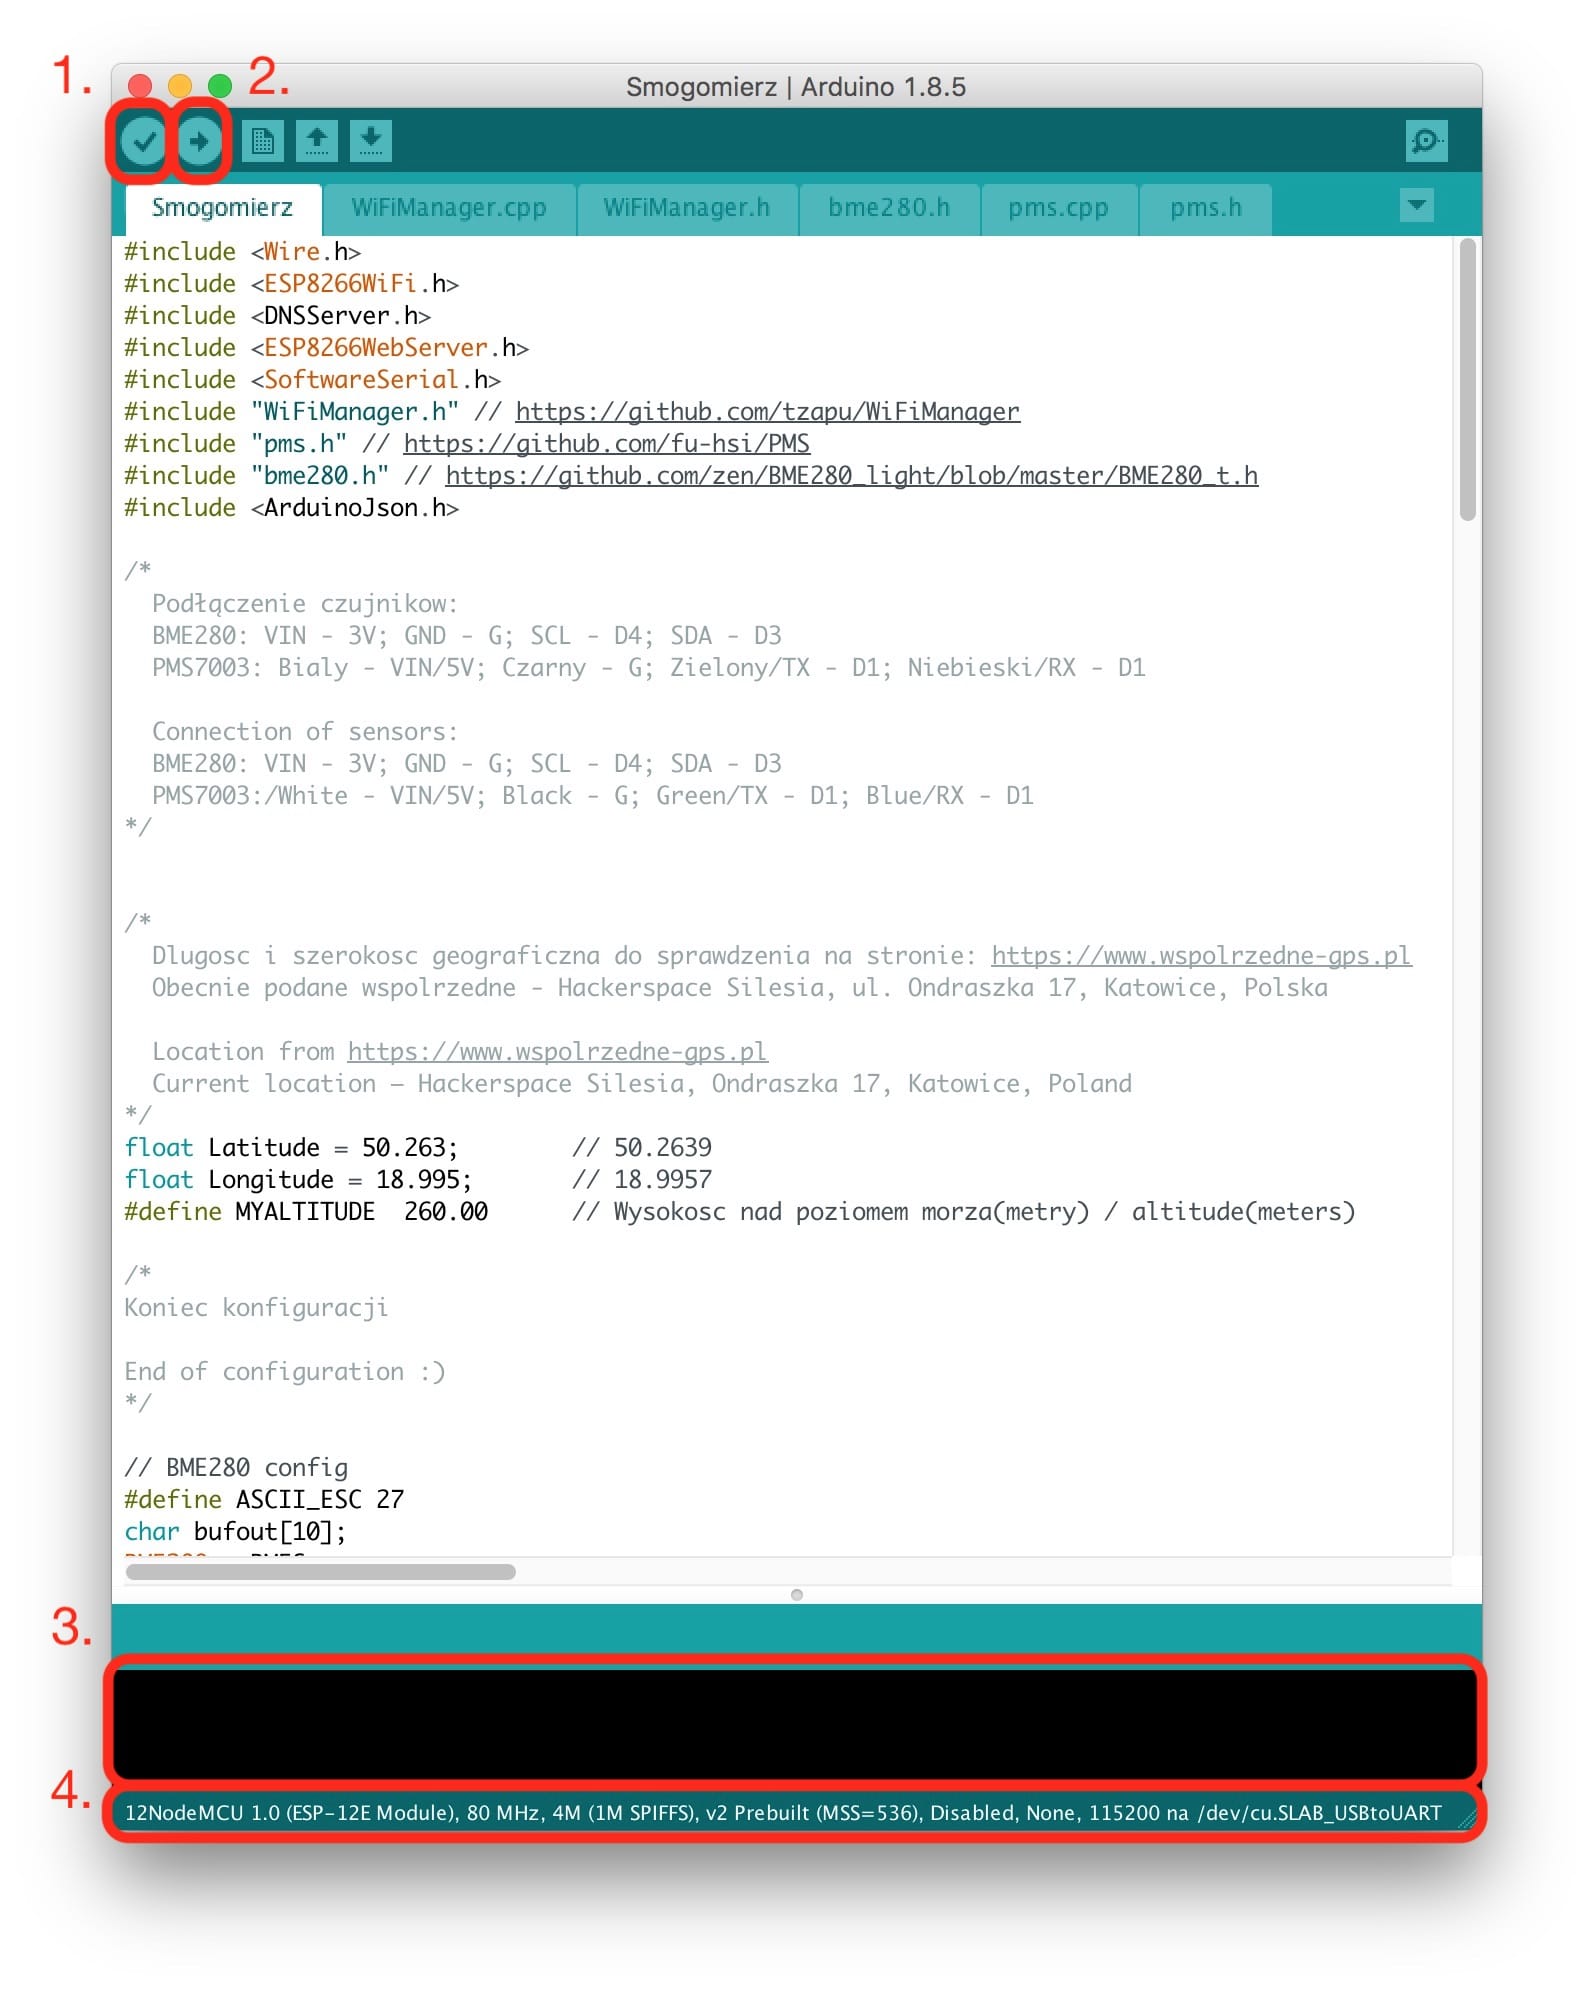 1. 2.
Smogomierz | Arduino 1.8.5
Smogomierz WiFiManager.cpp WiFiManager.h bme280.h pms.cpp pms.h
#include <Wire.h>
#include <ESP8266WiFi.h>
#include <DNSServer.h>
#include <ESP8266WebServer.h>
#include <SoftwareSerial.h>
#include "WiFiManager.h" // https://github.com/tzapu/WiFiManager
#include "pms.h" // https://github.com/fu-hsi/PMS
#include "bme280.h" // https://github.com/zen/BME280_light/blob/master/BME280_t.h
#include <ArduinoJson.h>
/*
Podłączenie czujnikow:
BME280: VIN - 3V; GND - G; SCL - D4; SDA - D3
PMS7003: Bialy - VIN/5V; Czarny - G; Zielony/TX - D1; Niebieski/RX - D1
Connection of sensors:
BME280: VIN - 3V; GND - G; SCL - D4; SDA - D3
PMS7003:/White - VIN/5V; Black - G; Green/TX - D1; Blue/RX - D1
*/
/*
Dlugosc i szerokosc geograficzna do sprawdzenia na stronie: https://www.wspolrzedne-gps.pl
Obecnie podane wspolrzedne - Hackerspace Silesia, ul. Ondraszka 17, Katowice, Polska
Location from https://www.wspolrzedne-gps.pl
Current location – Hackerspace Silesia, Ondraszka 17, Katowice, Poland
*/
float Latitude = 50.263; // 50.2639
float Longitude = 18.995; // 18.9957
#define MYALTITUDE 260.00 // Wysokosc nad poziomem morza(metry) / altitude(meters)
/*
Koniec konfiguracji
End of configuration :)
*/
// BME280 config
#define ASCII_ESC 27
char bufout[10];
3.
4.
12NodeMCU 1.0 (ESP-12E Module), 80 MHz, 4M (1M SPIFFS), v2 Prebuilt (MSS=536), Disabled, None, 115200 na /dev/cu.SLAB_USBtoUART